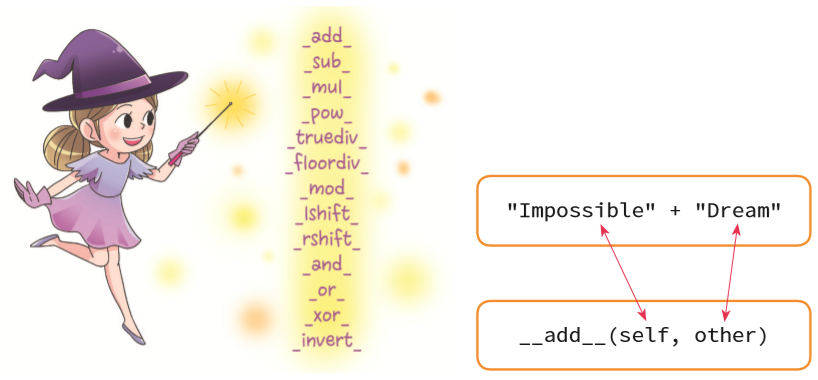 _add_
_sub_
_mul_
_pow_
_truediv_
_floordiv_
_mod_
_lshift_
_rshift_
_and_
_or_
_xor_
_invert_
"Impossible" + "Dream"
__add__(self, other)